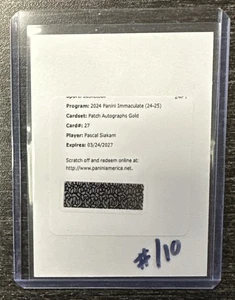 Program: 2024 Panini Immaculate (24-25)
Cardset: Patch Autographs Gold
Card#: 27
Player: Pascal Siakam
Expires: 03/24/2027
Scratch off and redeem online at:
http://www.paniniamerica.net.
#/10